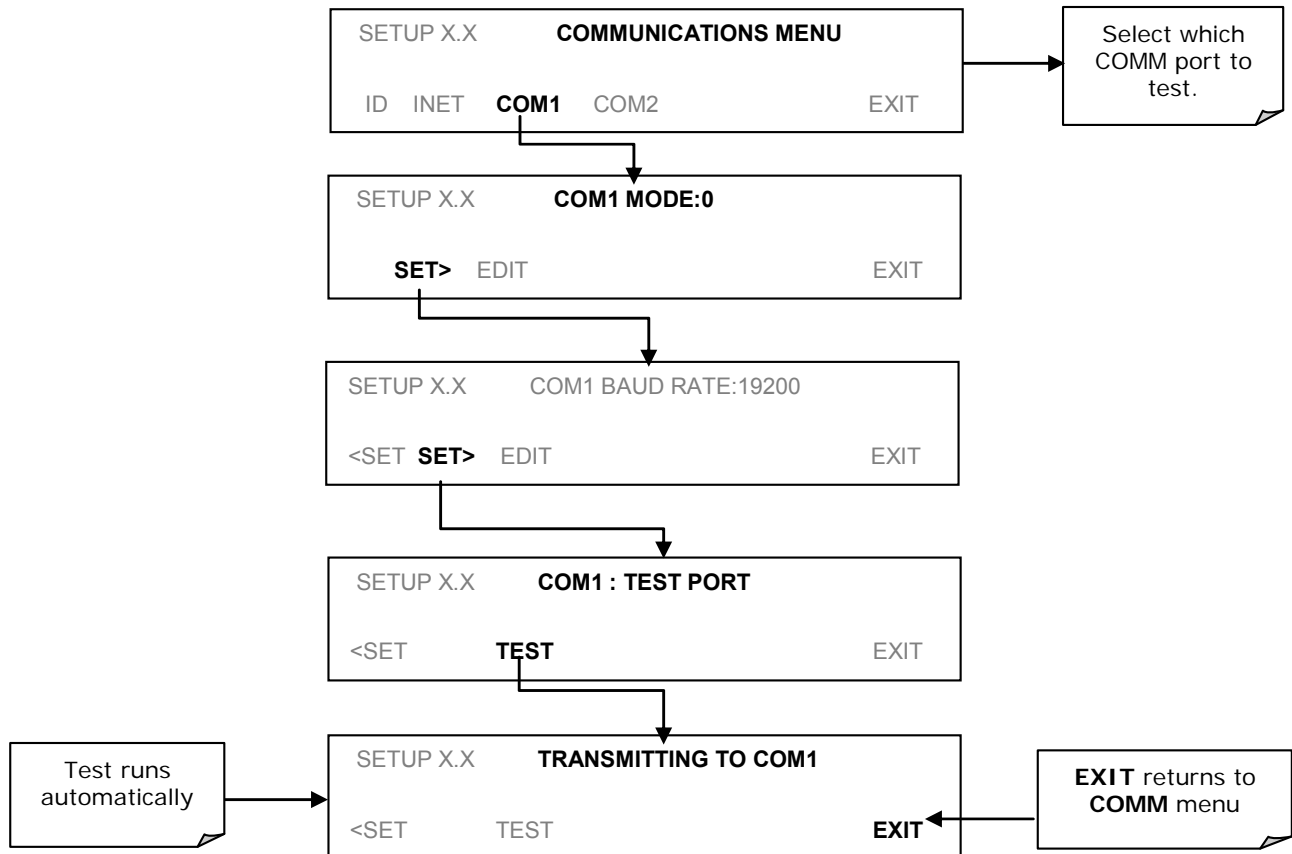 SETUP X.X COMMUNICATIONS MENU
ID INET COM1 COM2 EXIT
Select which
COMM port to
test.
SETUP X.X COM1 MODE:0
SET> EDIT EXIT
SETUP X.X COM1 BAUD RATE:19200
<SET SET> EDIT EXIT
SETUP X.X COM1 : TEST PORT
<SET TEST EXIT
Test runs
automatically
SETUP X.X TRANSMITTING TO COM1
<SET TEST EXIT
EXIT returns to
COMM menu